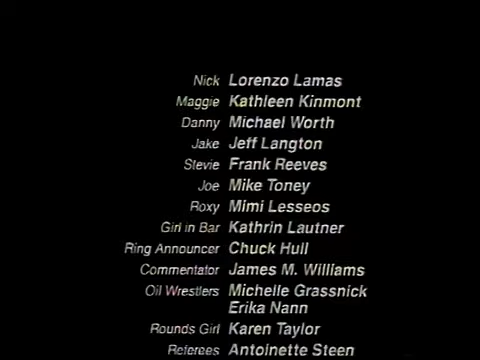 Nick Lorenzo Lamas
Maggie Kathleen Kinmont
Danny Michael Worth
Jake Jeff Langton
Stevie Frank Reeves
Joe Mike Toney
Roxy Mimi Lesseos
Girl in Bar Kathrin Lautner
Ring Announcer Chuck Hull
Commentator James M. Williams
Oil Wrestlers Michelle Grassnick
Erika Nann
Rounds Girl Karen Taylor
Referees Antoinette Steen